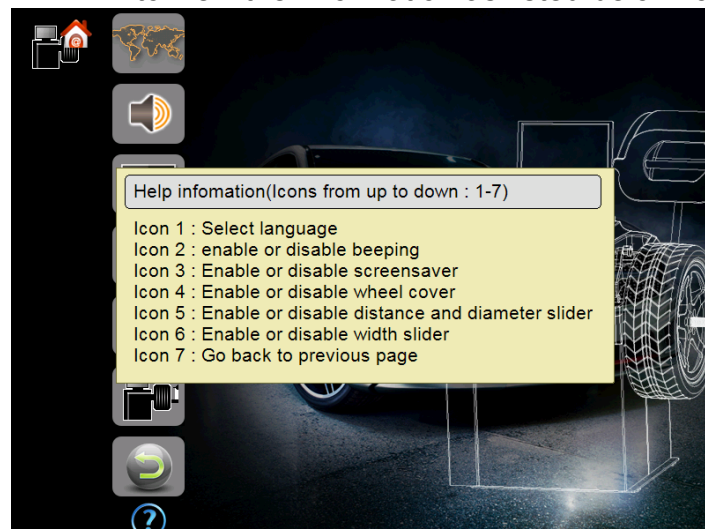 Help infomation(Icons from up to down : 1-7)
Icon 1 : Select language
Icon 2 : enable or disable beeping
Icon 3 : Enable or disable screensaver
Icon 4 : Enable or disable wheel cover
Icon 5 : Enable or disable distance and diameter slider
Icon 6 : Enable or disable width slider
Icon 7 : Go back to previous page
?